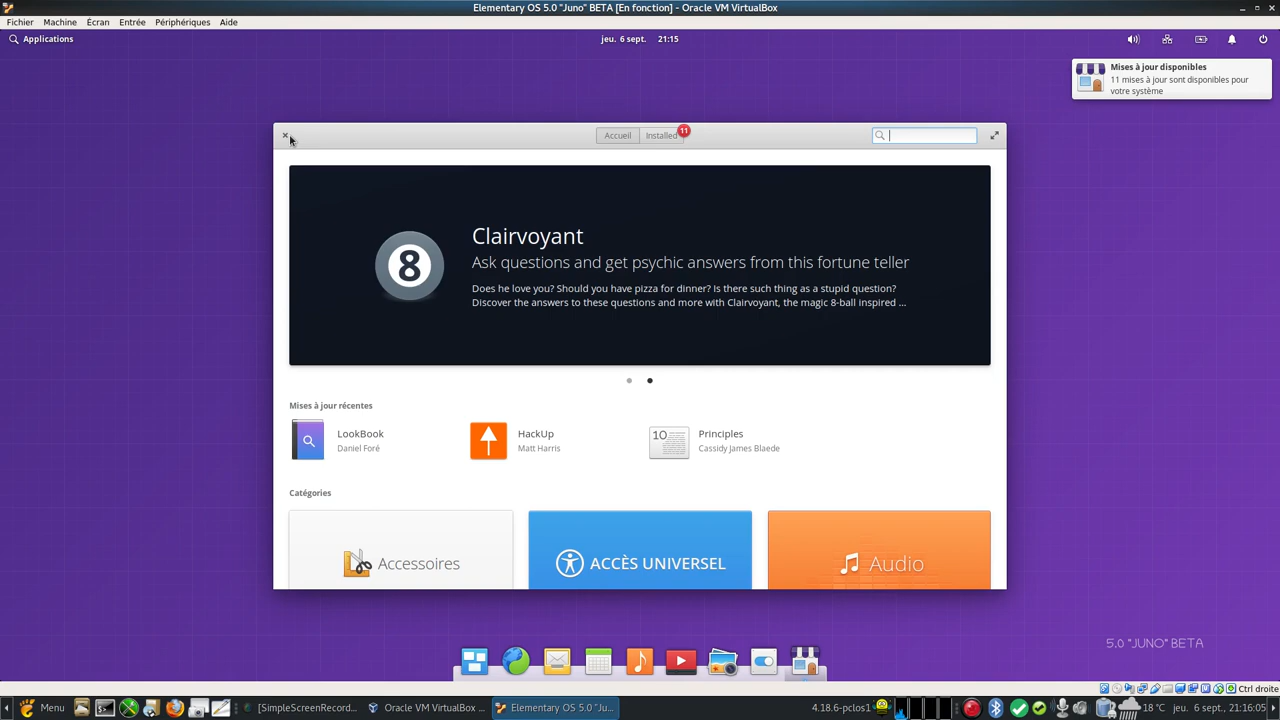 Elementary OS 5.0 "Juno" BETA [En fonction] - Oracle VM VirtualBox
Fichier Machine Écran Entrée Périphériques Aide
Applications jeu. 6 sept. 21:15
Mises à jour disponibles
11 mises à jour sont disponibles pour
votre système
Accueil Installed 11
Clairvoyant
8
Ask questions and get psychic answers from this fortune teller
Does he love you? Should you have pizza for dinner? Is there such thing as a stupid question?
Discover the answers to these questions and more with Clairvoyant, the magic 8-ball inspired ...
Mises à jour récentes
LookBook
Daniel Foré
HackUp
Matt Harris
10
Principles
Cassidy James Blaede
Catégories
Accessoires
ACCÈS UNIVERSEL
Audio
5.0 "JUNO" BETA
Ctrl droite
Menu [SimpleScreenRecord... Oracle VM VirtualBox ... Elementary OS 5.0 "Ju... 4.18.6-pclos1 18 °C jeu. 6 sept., 21:16:05